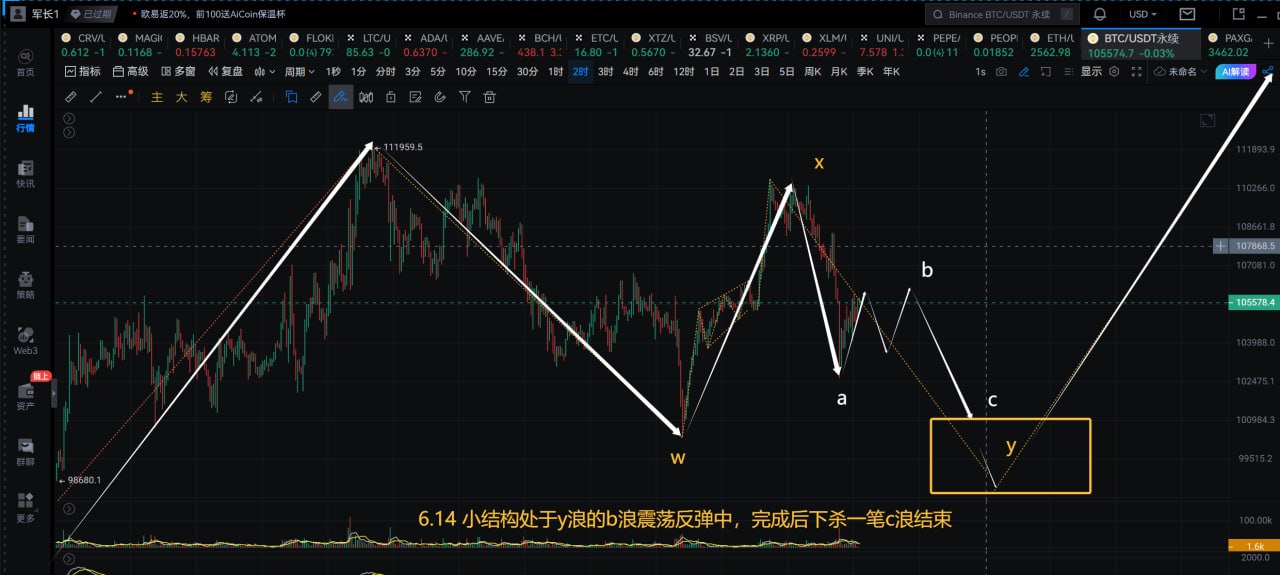 军长1 已过期 欧易返20%，前100送AiCoin保温杯 Binance BTC/USDT 永续 / USD
CRV/U MAGI HBAR ATOM FLOKI LTC/U ADA/U AAVE/ BCH/U ETC/L XTZ/L BSV/L XRP/L XLM/U UNI/L PEPE/ PEOPI ETH/U BTC/USDT永续 PAXG
0.612 -1 0.1168 - 0.15763 4.113 -2 0.0(4)79: 85.63 -0 0.6370 - 286.92 - 438.1 3. 16.80 -1 0.5670 - 32.67 -1 2.1360 - 0.2599 - 7.578 1. 0.0(4)11 0.01852 2562.98 105574.7 -0.03% 3462.02
指标 高级 多窗 复盘 周期 1秒 1分 分时 3分 5分 10分 15分 30分 1时 2时 3时 4时 6时 12时 1日 2日 3日 5日 周K 月K 季K 年K 1s 显示 未命名 AI解读
主 大 筹
首页
行情
快讯
要闻
策略
Web3
链上
资产
群聊
更多
111959.5
98680.1
x
w
a
b
c
y
6.14 小结构处于y浪的b浪震荡反弹中，完成后下杀一笔c浪结束
111893.9
110266.0
108661.8
107868.5
107081.0
105578.4
103988.0
102475.1
100984.3
99515.2
100.00k
1.6k
2000.0